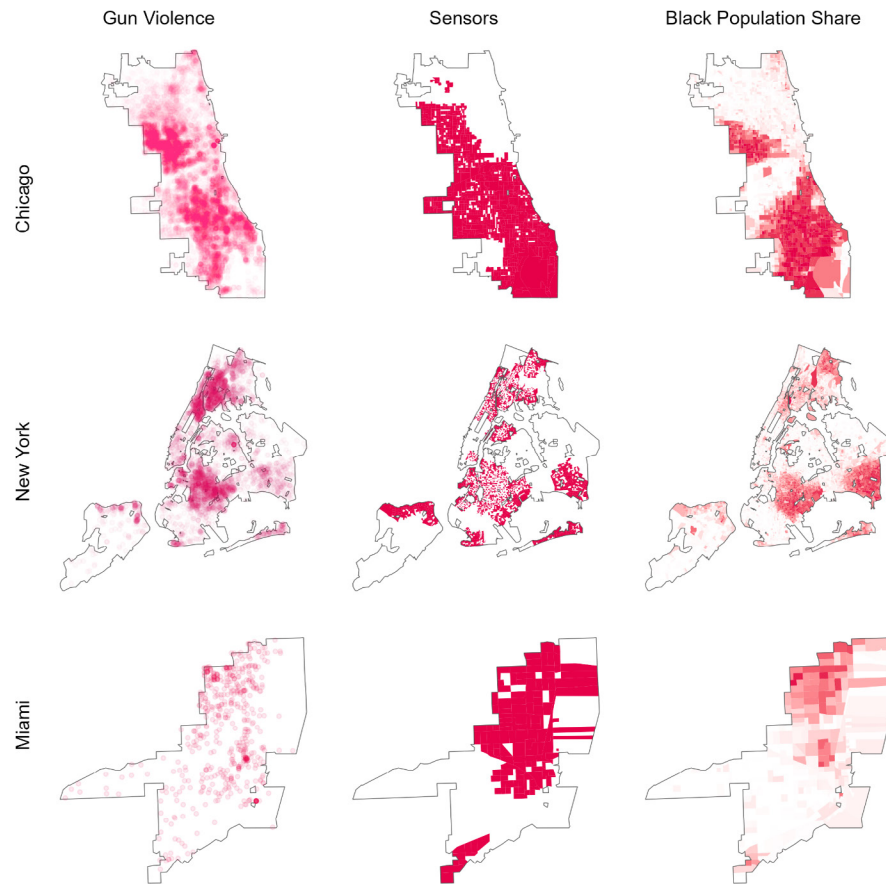 Gun Violence
Sensors
Black Population Share
Chicago
New York
Miami